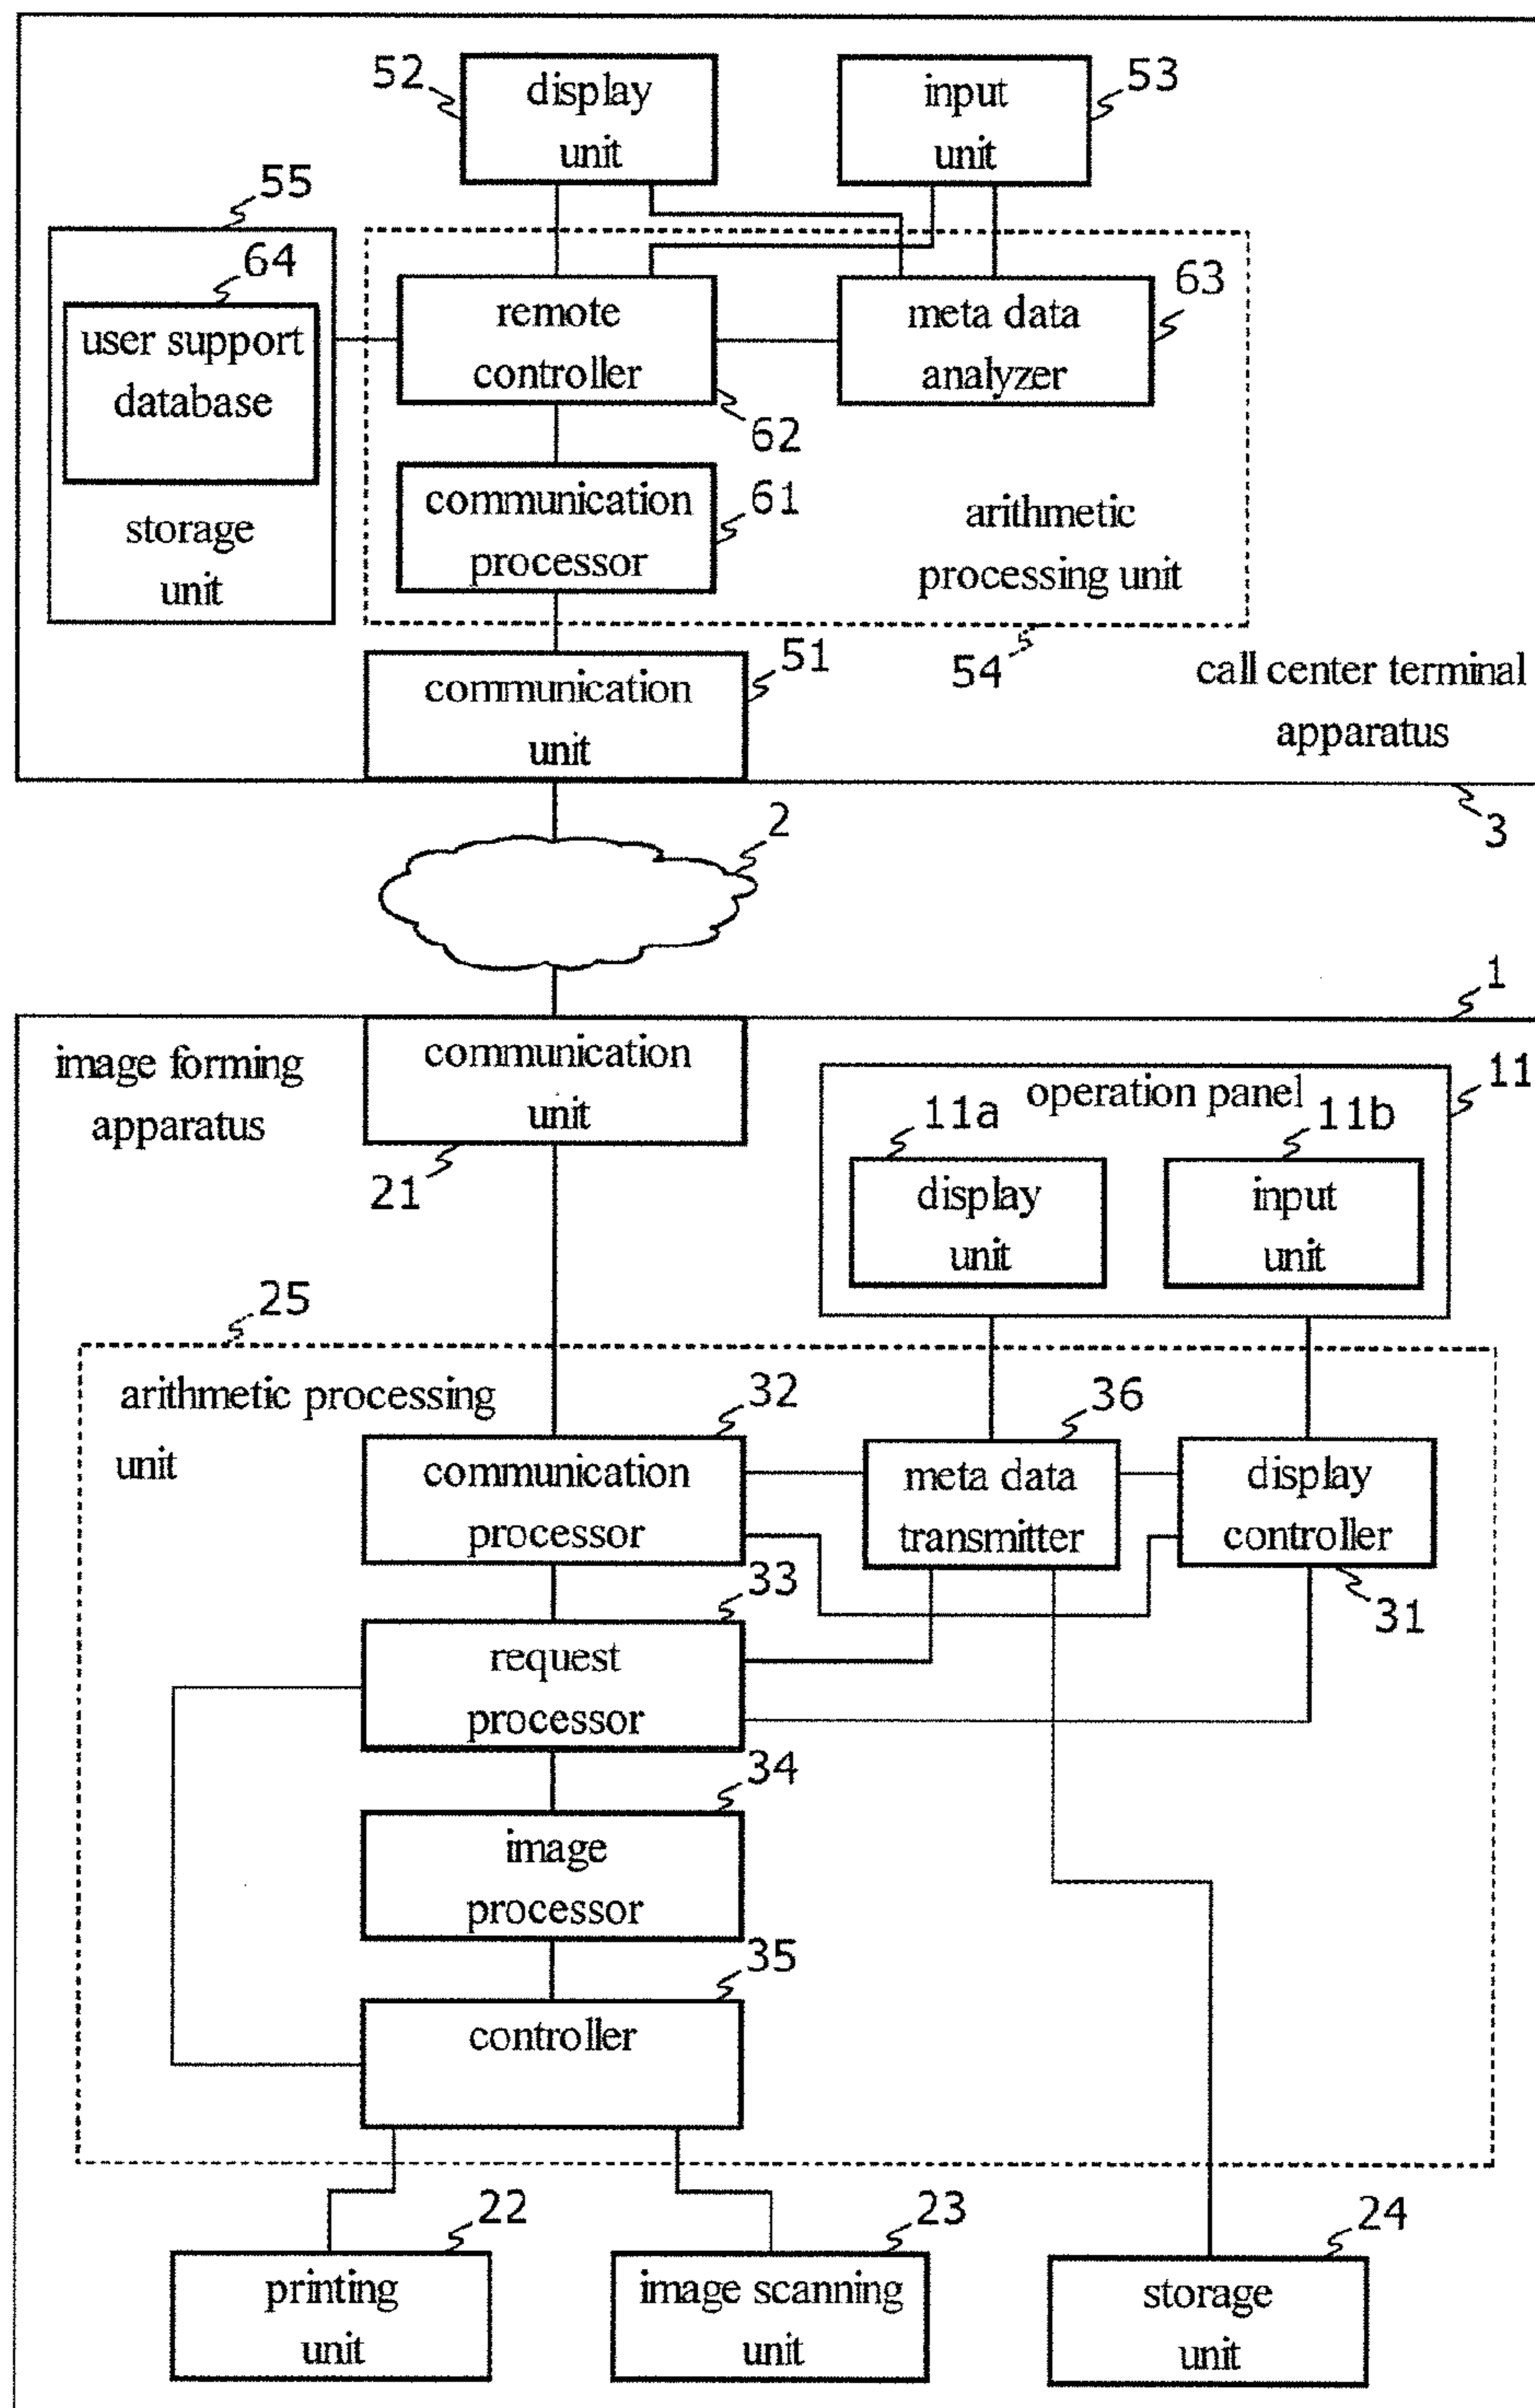 52
display
unit
input
unit
53
55
64
user support
database
storage
unit
remote
controller
62
meta data
analyzer
63
communication
processor
61
arithmetic
processing unit
54
communication
unit
51
call center terminal
apparatus
3
2
1
image forming
apparatus
communication
unit
21
operation panel
11
11a
display
unit
11b
input
unit
25
arithmetic processing
unit
32
communication
processor
36
meta data
transmitter
display
controller
31
33
request
processor
34
image
processor
35
controller
22
printing
unit
23
image scanning
unit
24
storage
unit